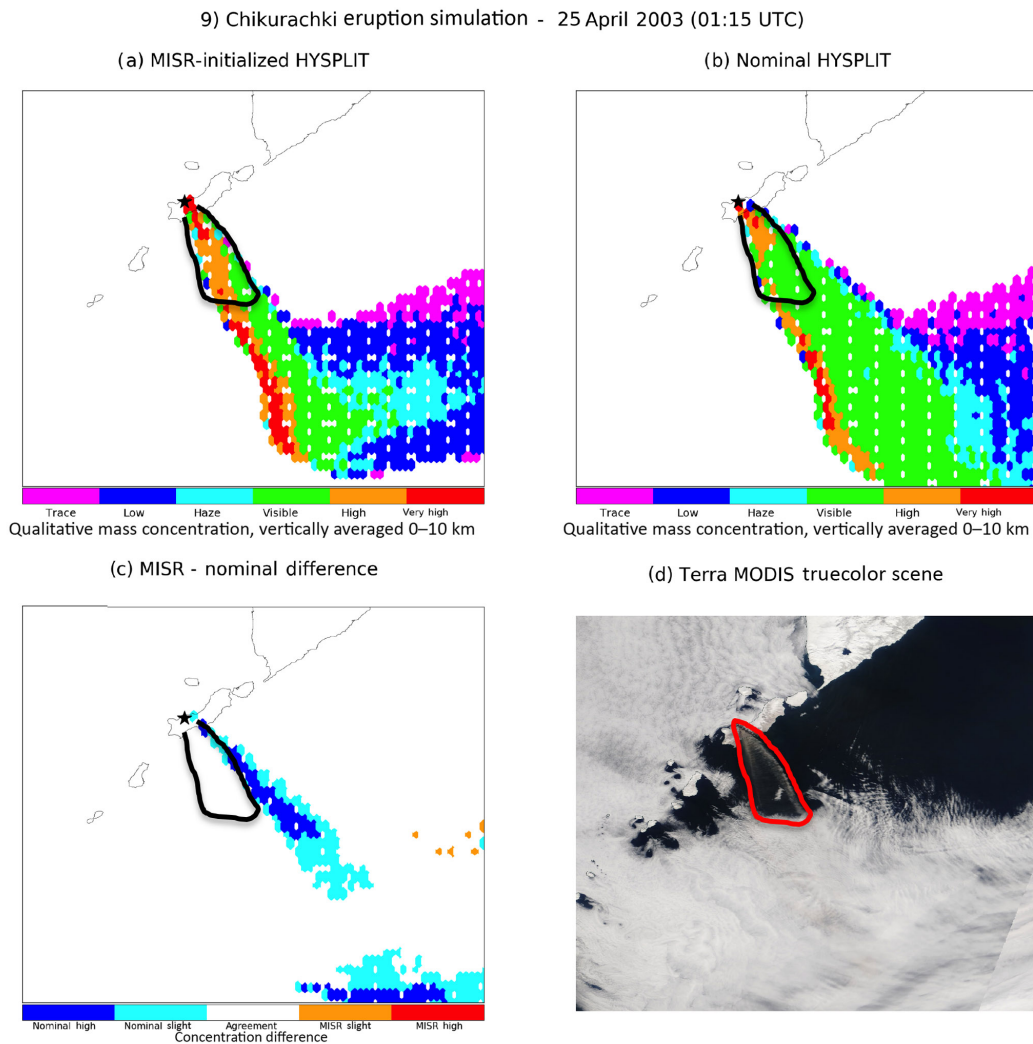 9) Chikurachki eruption simulation - 25 April 2003 (01:15 UTC)
(a) MISR-initialized HYSPLIT
(b) Nominal HYSPLIT
Trace Low Haze Visible High Very high
Qualitative mass concentration, vertically averaged 0–10 km
Trace Low Haze Visible High Very high
Qualitative mass concentration, vertically averaged 0–10 km
(c) MISR - nominal difference
(d) Terra MODIS truecolor scene
Nominal high Nominal slight Agreement MISR slight MISR high
Concentration difference